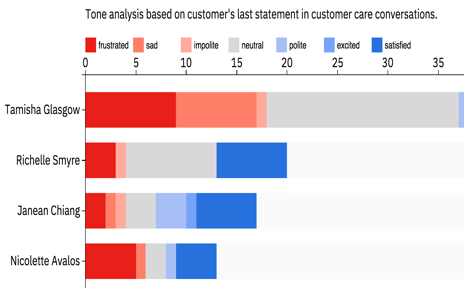 Tone analysis based on customer's last statement in customer care conversations.
frustrated sad impolite neutral polite excited satisfied
0 5 10 15 20 25 30 35
Tamisha Glasgow
Richelle Smyre
Janean Chiang
Nicolette Avalos